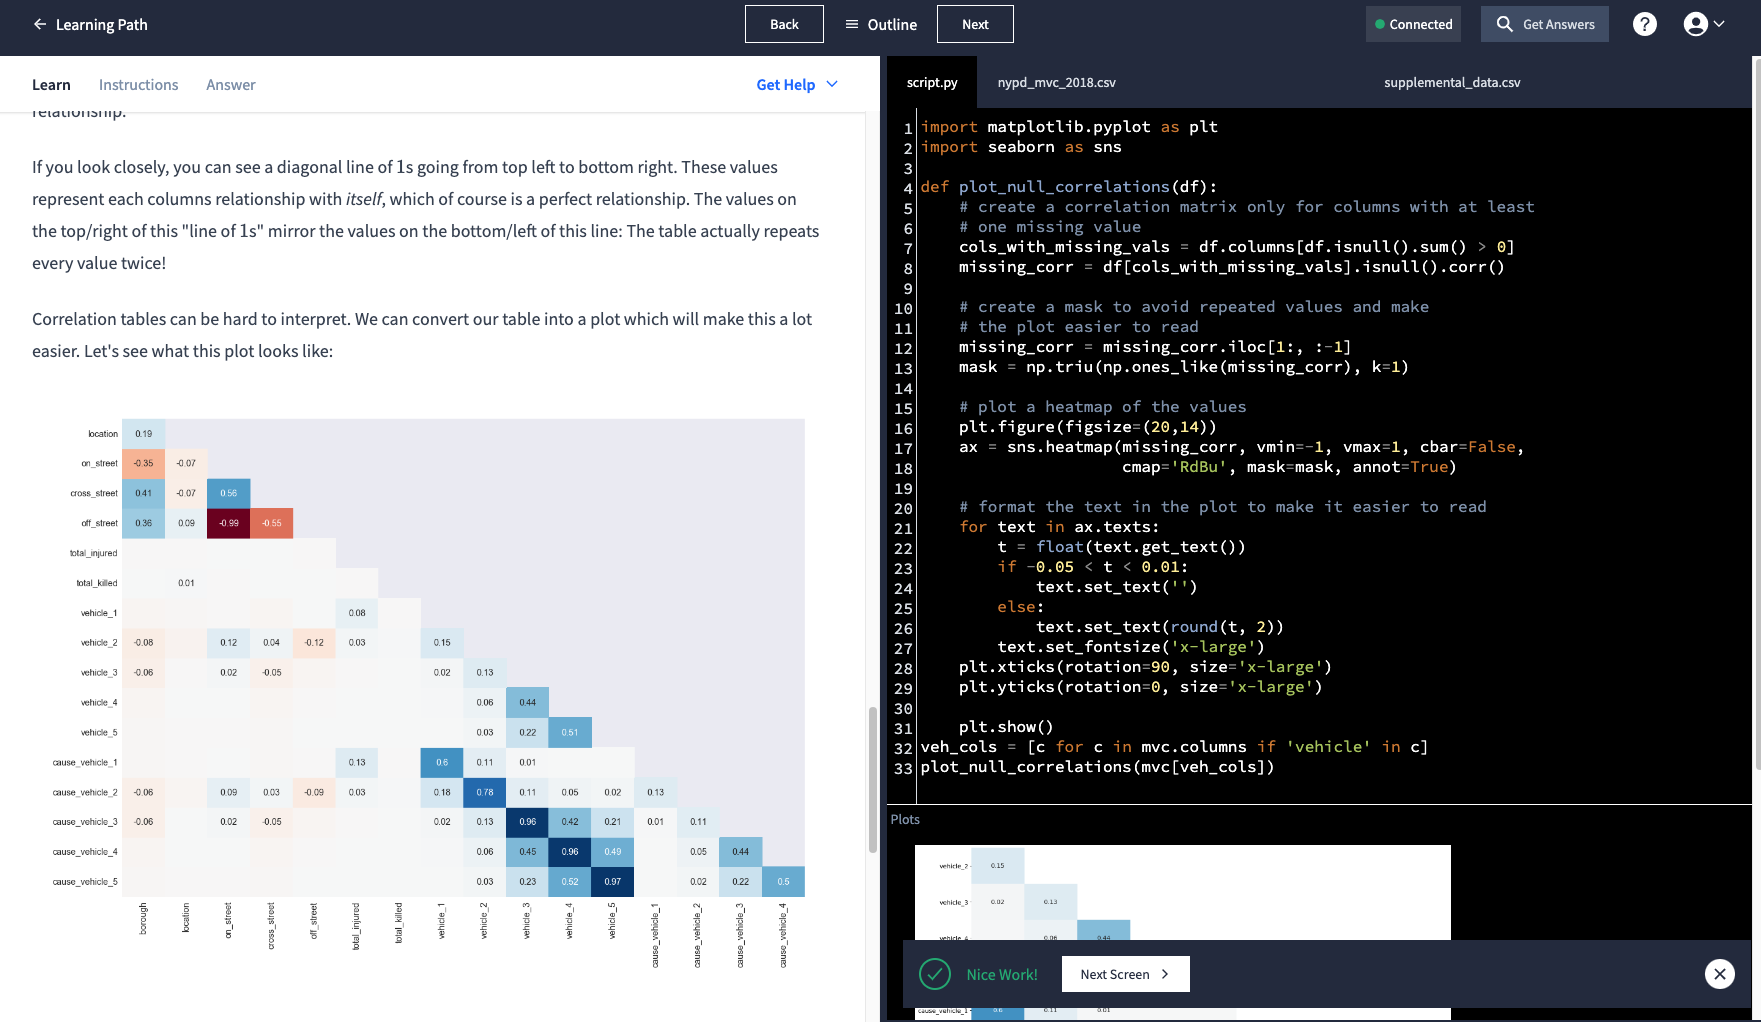 Learning Path
Back
Outline
Next
Connected
Get Answers
?
Learn
Instructions
Answer
Get Help
script.py
nypd_mvc_2018.csv
supplemental_data.csv
relationship.
If you look closely, you can see a diagonal line of 1s going from top left to bottom right. These values
represent each columns relationship with itself, which of course is a perfect relationship. The values on
the top/right of this "line of 1s" mirror the values on the bottom/left of this line: The table actually repeats
every value twice!
Correlation tables can be hard to interpret. We can convert our table into a plot which will make this a lot
easier. Let's see what this plot looks like:
location 0.19
on_street -0.35 -0.07
cross_street 0.41 -0.07 0.56
off_street 0.36 0.09 -0.99 -0.55
total_injured
total_killed 0.01
vehicle_1 0.08
vehicle_2 -0.08 0.12 0.04 -0.12 0.03 0.15
vehicle_3 -0.06 0.02 -0.05 0.02 0.13
vehicle_4 0.06 0.44
vehicle_5 0.03 0.22 0.51
cause_vehicle_1 0.13 0.6 0.11 0.01
cause_vehicle_2 -0.06 0.09 0.03 -0.09 0.03 0.18 0.78 0.11 0.05 0.02 0.13
cause_vehicle_3 -0.06 0.02 -0.05 0.02 0.13 0.96 0.42 0.21 0.01 0.11
cause_vehicle_4 0.06 0.45 0.96 0.49 0.05 0.44
cause_vehicle_5 0.03 0.23 0.52 0.97 0.02 0.22 0.5
borough
location
on_street
cross_street
off_street
total_injured
total_killed
vehicle_1
vehicle_2
vehicle_3
vehicle_4
vehicle_5
cause_vehicle_1
cause_vehicle_2
cause_vehicle_3
cause_vehicle_4
1 import matplotlib.pyplot as plt
2 import seaborn as sns
3
4 def plot_null_correlations(df):
5     # create a correlation matrix only for columns with at least
6     # one missing value
7     cols_with_missing_vals = df.columns[df.isnull().sum() > 0]
8     missing_corr = df[cols_with_missing_vals].isnull().corr()
9
10     # create a mask to avoid repeated values and make
11     # the plot easier to read
12     missing_corr = missing_corr.iloc[1:, :-1]
13     mask = np.triu(np.ones_like(missing_corr), k=1)
14
15     # plot a heatmap of the values
16     plt.figure(figsize=(20,14))
17     ax = sns.heatmap(missing_corr, vmin=-1, vmax=1, cbar=False,
18                      cmap='RdBu', mask=mask, annot=True)
19
20     # format the text in the plot to make it easier to read
21     for text in ax.texts:
22         t = float(text.get_text())
23         if -0.05 < t < 0.01:
24             text.set_text('')
25         else:
26             text.set_text(round(t, 2))
27         text.set_fontsize('x-large')
28     plt.xticks(rotation=90, size='x-large')
29     plt.yticks(rotation=0, size='x-large')
30
31     plt.show()
32 veh_cols = [c for c in mvc.columns if 'vehicle' in c]
33 plot_null_correlations(mvc[veh_cols])
Plots
vehicle_2 0.15
vehicle_3 0.02 0.13
vehicle_4 0.06 0.44
Nice Work!
Next Screen
cause_vehicle_1 0.6 0.11 0.01